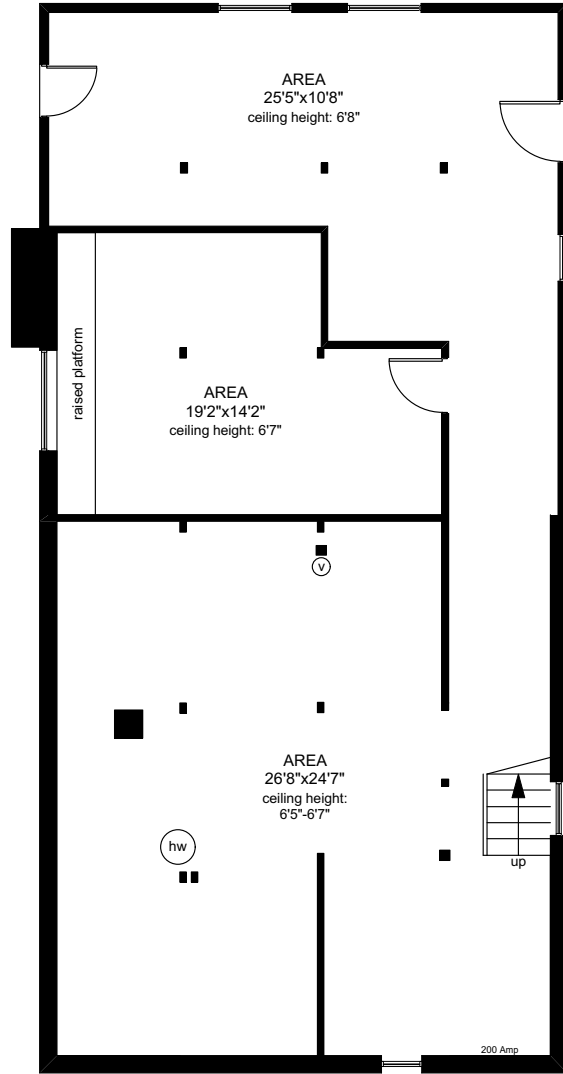 AREA
25'5"x10'8"
ceiling height: 6'8"
raised platform
AREA
19'2"x14'2"
ceiling height: 6'7"
v
AREA
26'8"x24'7"
ceiling height:
6'5"-6'7"
hw
up
200 Amp